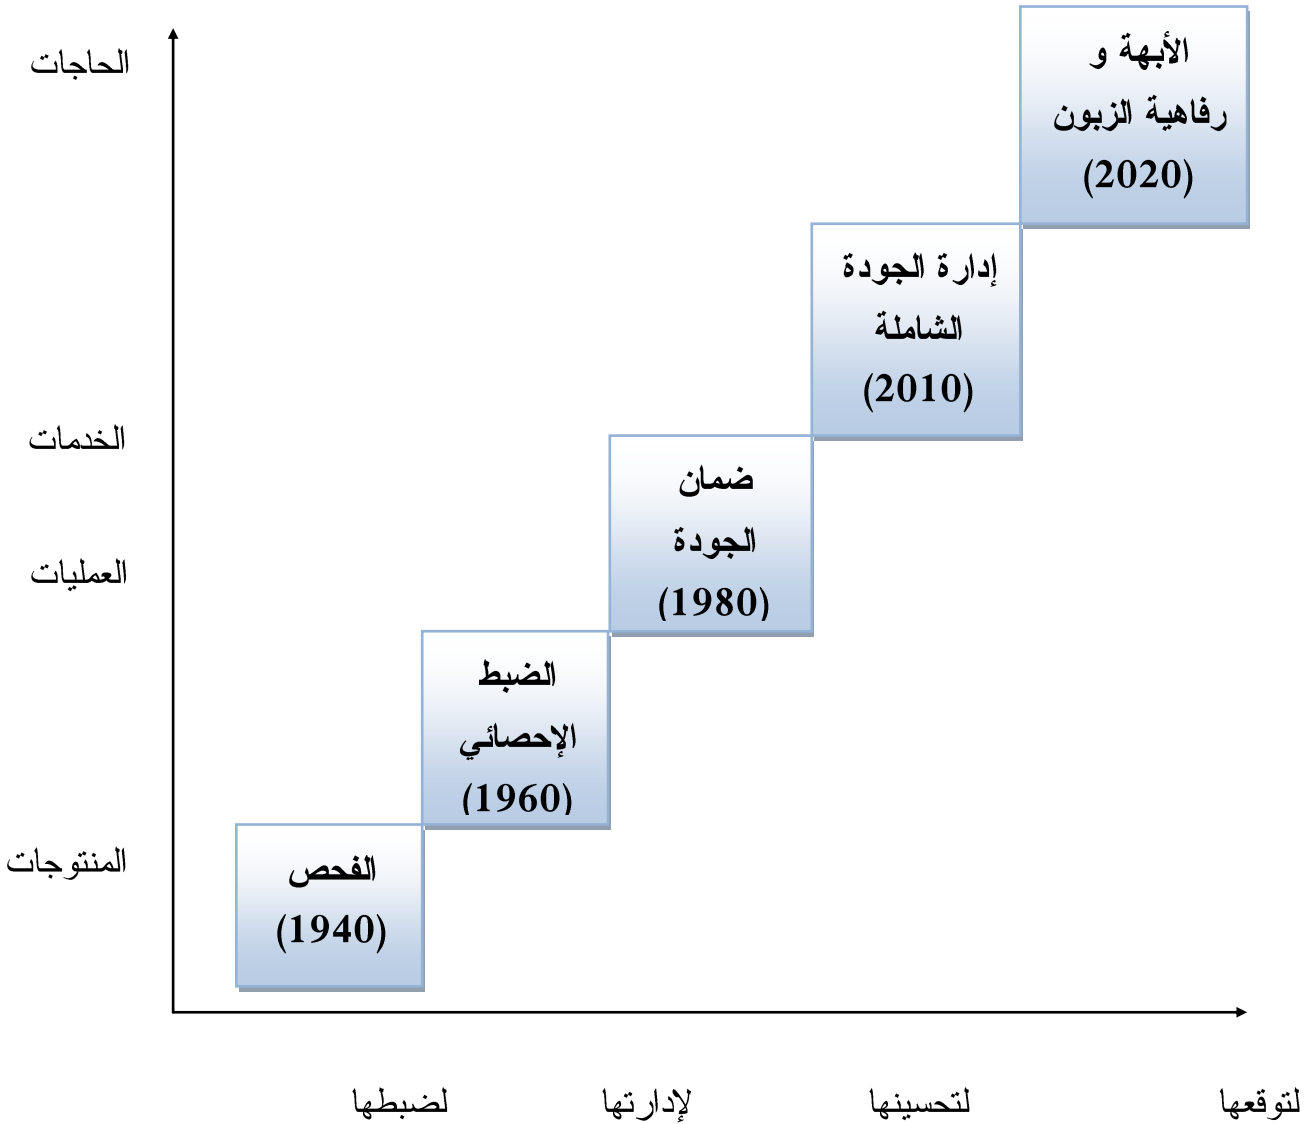 الحاجات
الخدمات
العمليات
المنتوجات
الأبهة و
رفاهية الزبون
(2020)
إدارة الجودة
الشاملة
(2010)
ضمان
الجودة
(1980)
الضبط
الإحصائي
(1960)
الفحص
(1940)
لضبطها
لإدارتها
لتحسينها
لتوقعها